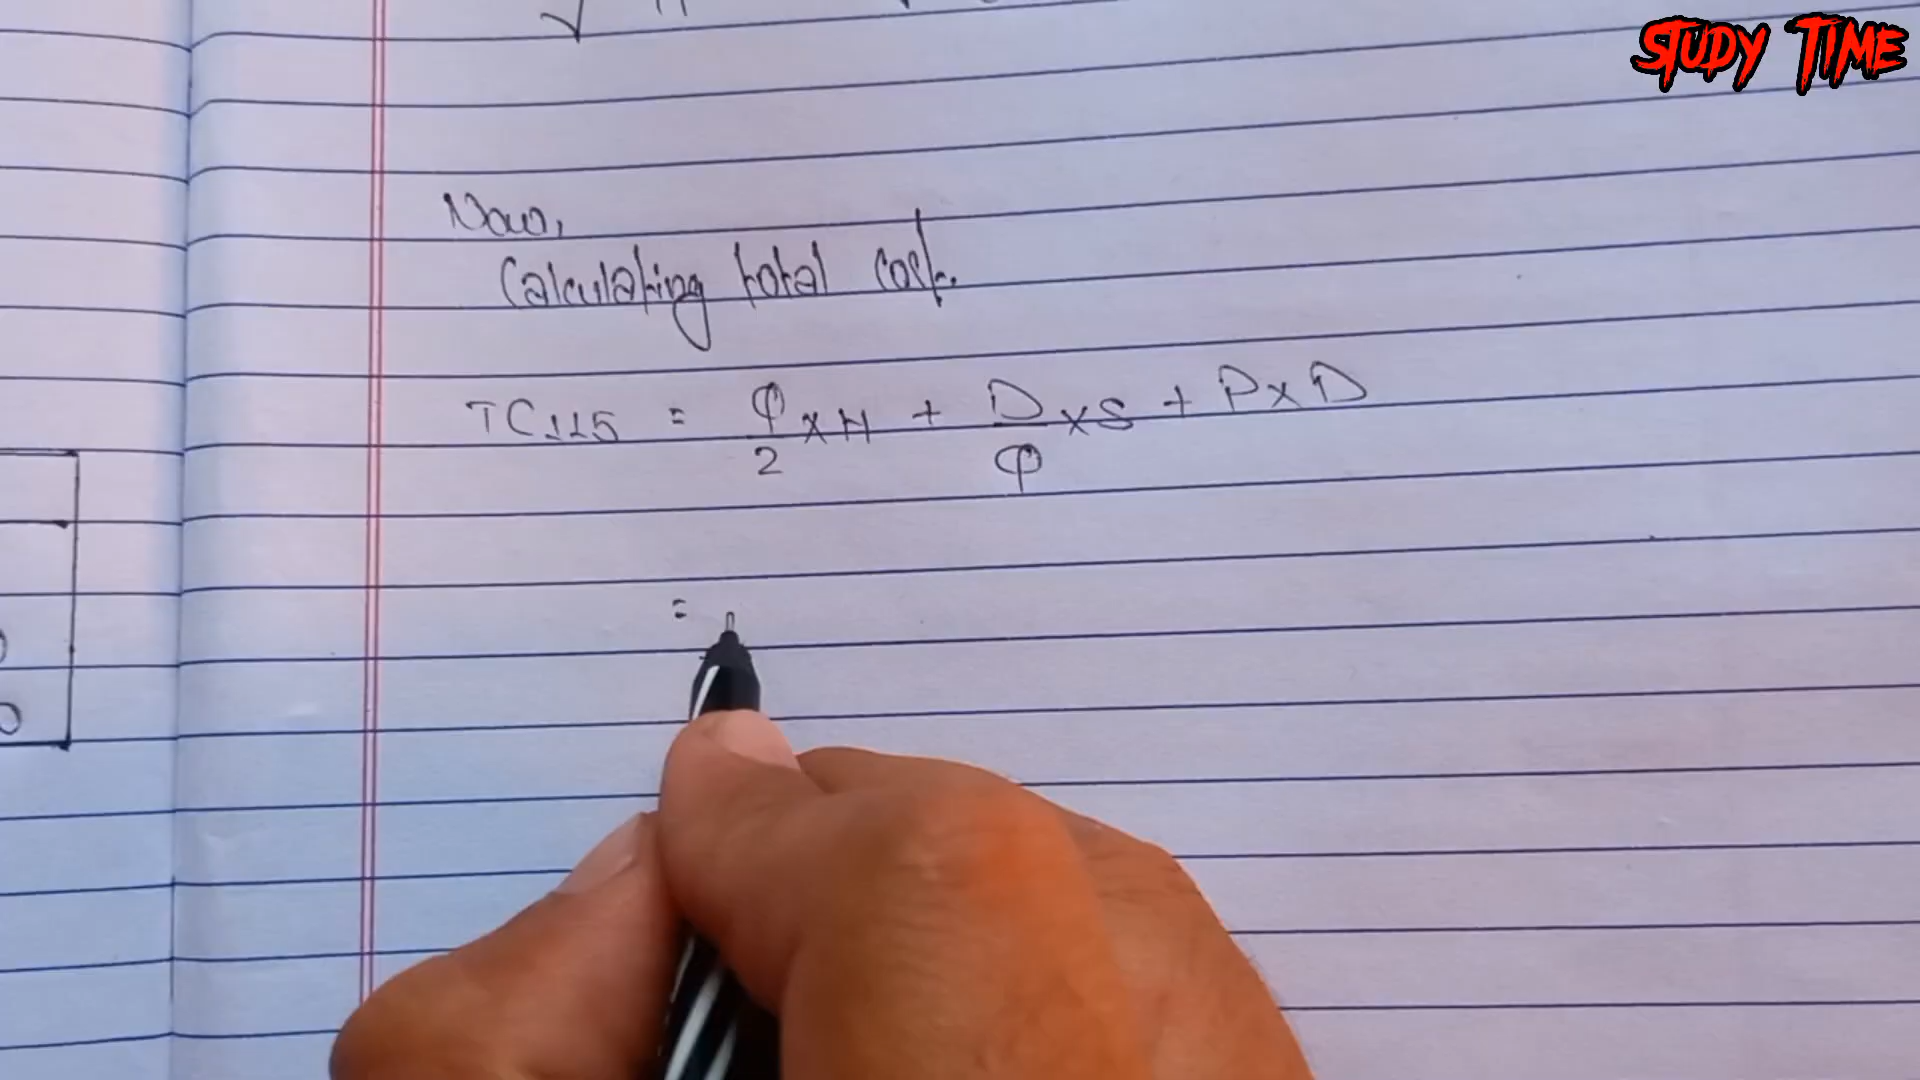 STUDY TIME
Now,
Calculating total cost.
TC115 = Q/2 x H + D/Q x S + P x D
=